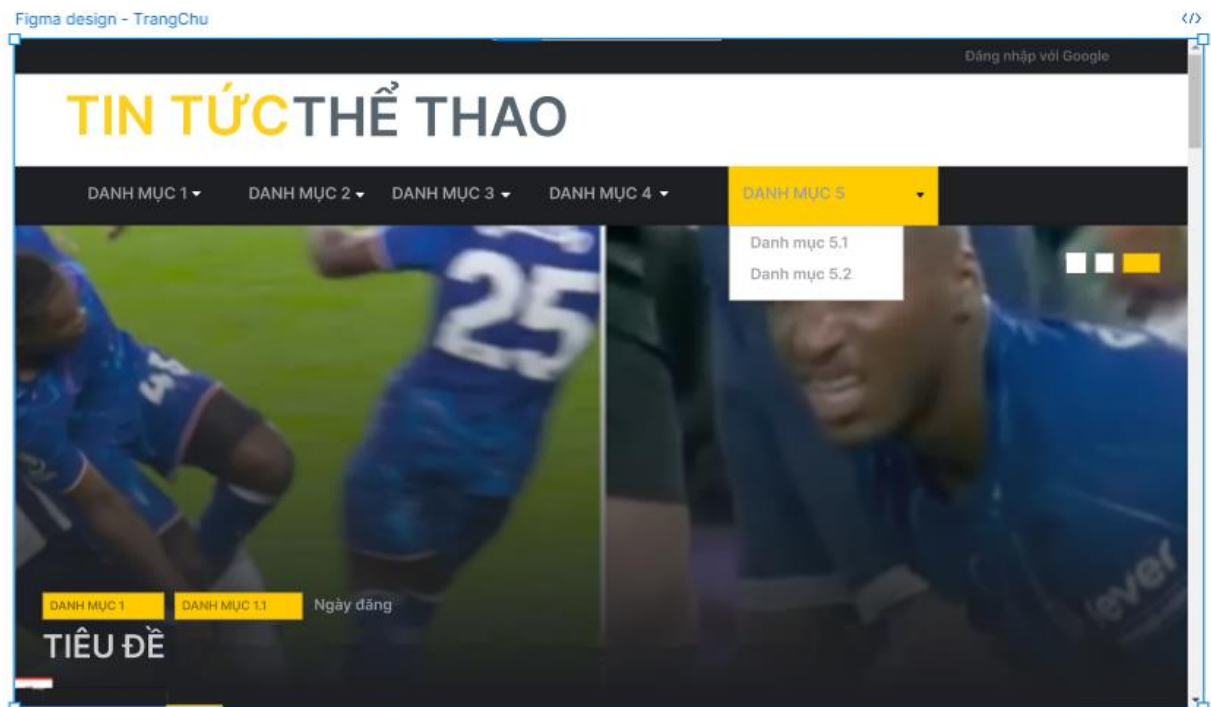 Figma design - TrangChu
</>
Đăng nhập với Google
TIN TỨCTHỂ THAO
DANH MỤC 1
DANH MỤC 2
DANH MỤC 3
DANH MỤC 4
DANH MỤC 5
Danh mục 5.1
Danh mục 5.2
25
DANH MỤC 1
DANH MỤC 1.1
Ngày đăng
TIÊU ĐỀ